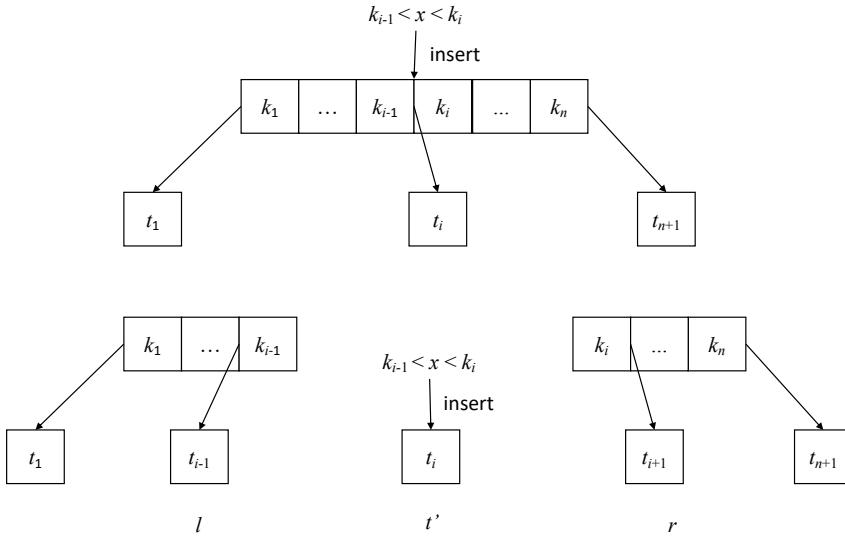 k_{i-1} < x < k_i
insert
k_1 … k_{i-1} k_i ... k_n
t_1 t_i t_{n+1}
k_1 … k_{i-1} k_i ... k_n
k_{i-1} < x < k_i
insert
t_1 t_{i-1} t_i t_{i+1} t_{n+1}
l t’ r